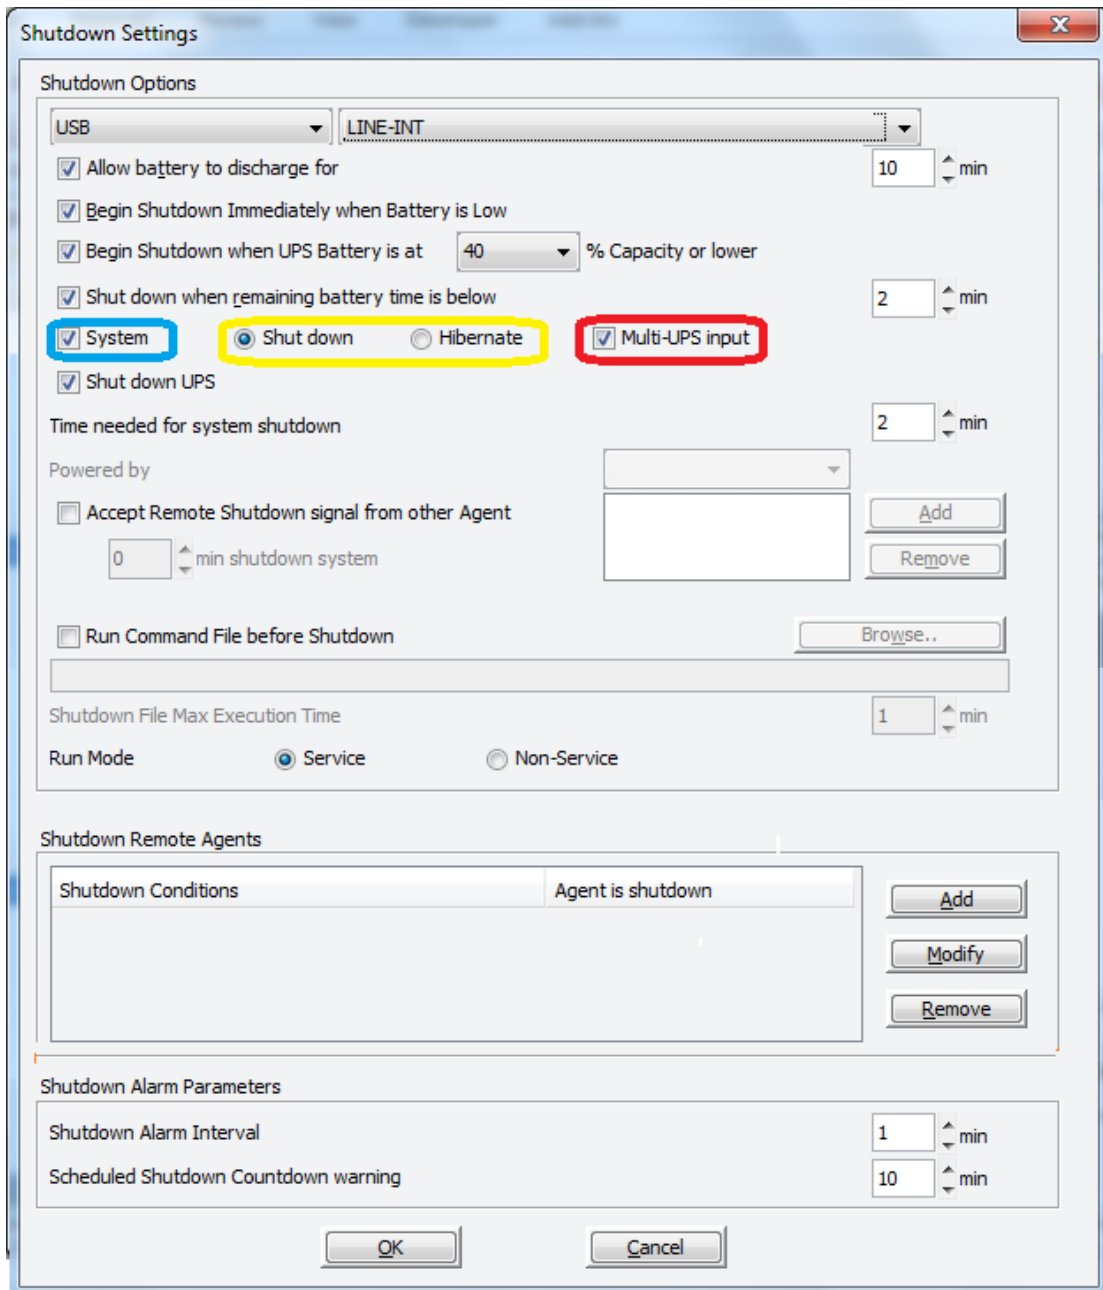 Shutdown Settings
Shutdown Options
USB LINE-INT
Allow battery to discharge for 10 min
Begin Shutdown Immediately when Battery is Low
Begin Shutdown when UPS Battery is at 40 % Capacity or lower
Shut down when remaining battery time is below 2 min
System Shut down Hibernate Multi-UPS input
Shut down UPS
Time needed for system shutdown 2 min
Powered by
Accept Remote Shutdown signal from other Agent Add
0 min shutdown system Remove
Run Command File before Shutdown Browse..
Shutdown File Max Execution Time 1 min
Run Mode Service Non-Service
Shutdown Remote Agents
Shutdown Conditions Agent is shutdown
Add
Modify
Remove
Shutdown Alarm Parameters
Shutdown Alarm Interval 1 min
Scheduled Shutdown Countdown warning 10 min
OK Cancel